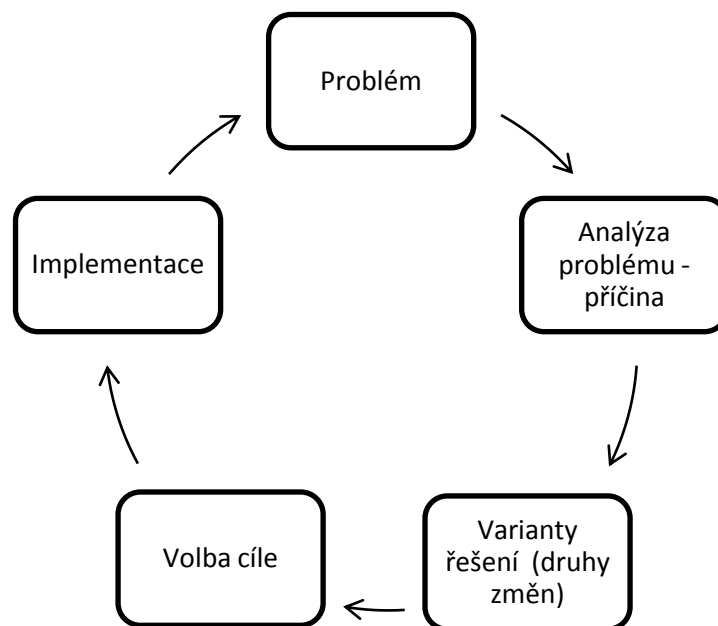 Problém
Analýza
problému -
příčina
Varianty
řešení  (druhy
změn)
Volba cíle
Implementace